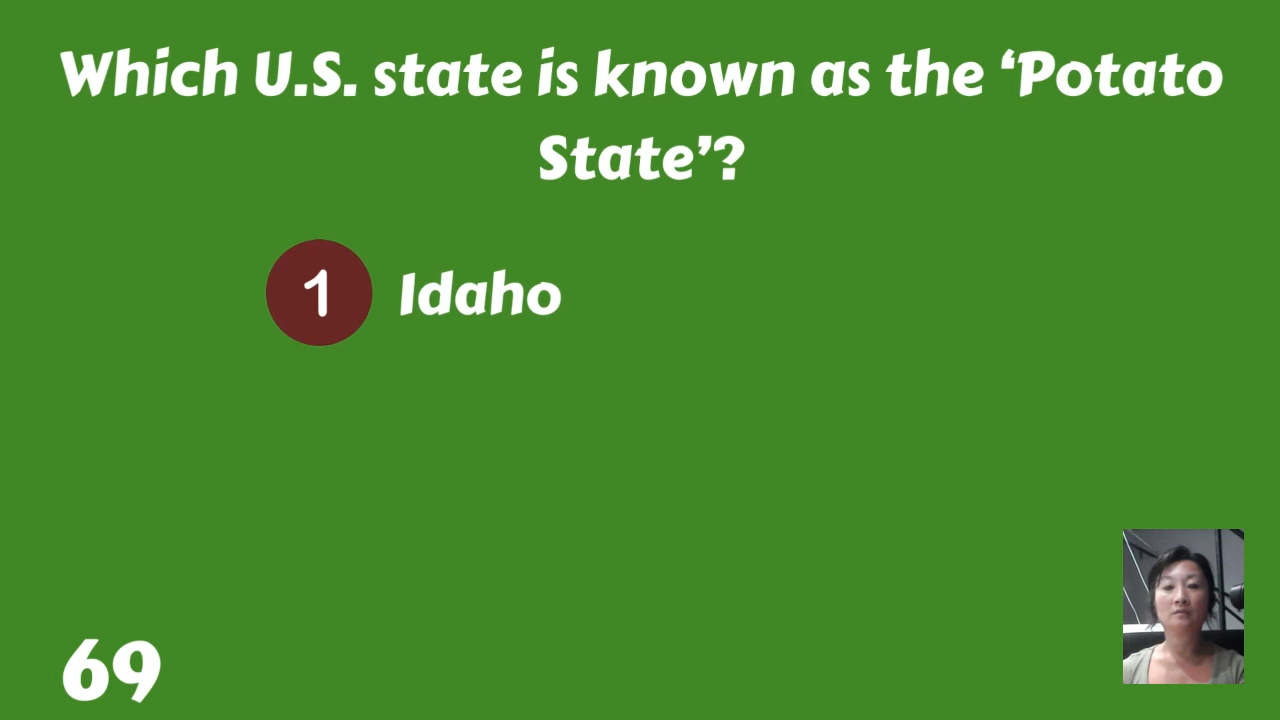 Which U.S. state is known as the ‘Potato
State’?
1 Idaho
69